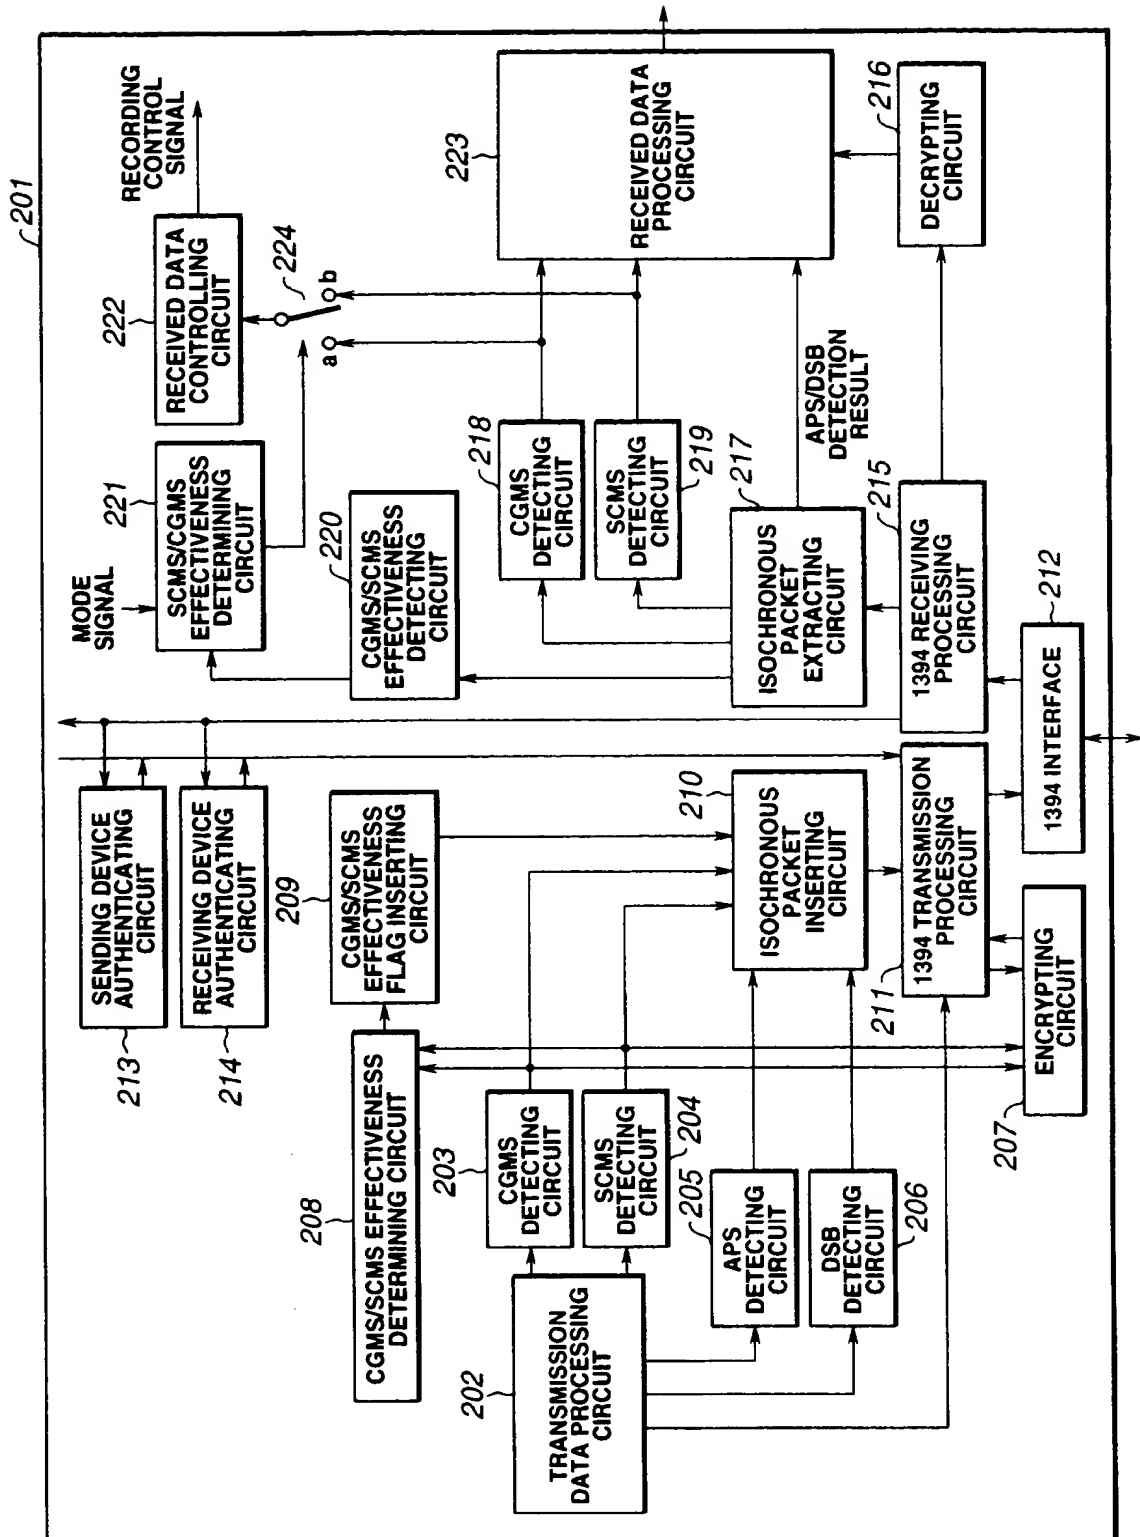 201
TRANSMISSION
DATA PROCESSING
CIRCUIT
202
CGMS/SCMS EFFECTIVENESS
DETERMINING CIRCUIT
208
CGMS
DETECTING
CIRCUIT
203
SCMS
DETECTING
CIRCUIT
204
APS
DETECTING
CIRCUIT
205
DSB
DETECTING
CIRCUIT
206
ENCRYPTING
CIRCUIT
207
SENDING DEVICE
AUTHENTICATING
CIRCUIT
213
RECEIVING DEVICE
AUTHENTICATING
CIRCUIT
214
CGMS/SCMS
EFFECTIVENESS
FLAG INSERTING
CIRCUIT
209
ISOCHRONOUS
PACKET
INSERTING
CIRCUIT
210
1394 TRANSMISSION
PROCESSING
CIRCUIT
211
1394 INTERFACE
212
MODE
SIGNAL
SCMS/CGMS
EFFECTIVENESS
DETERMINING
CIRCUIT
221
CGMS/SCMS
EFFECTIVENESS
DETECTING
CIRCUIT
220
CGMS
DETECTING
CIRCUIT
218
SCMS
DETECTING
CIRCUIT
219
ISOCHRONOUS
PACKET
EXTRACTING
CIRCUIT
217
1394 RECEIVING
PROCESSING
CIRCUIT
215
RECEIVED DATA
CONTROLLING
CIRCUIT
222
RECORDING
CONTROL
SIGNAL
224
a
b
APS/DSB
DETECTION
RESULT
RECEIVED DATA
PROCESSING
CIRCUIT
223
DECRYPTING
CIRCUIT
216